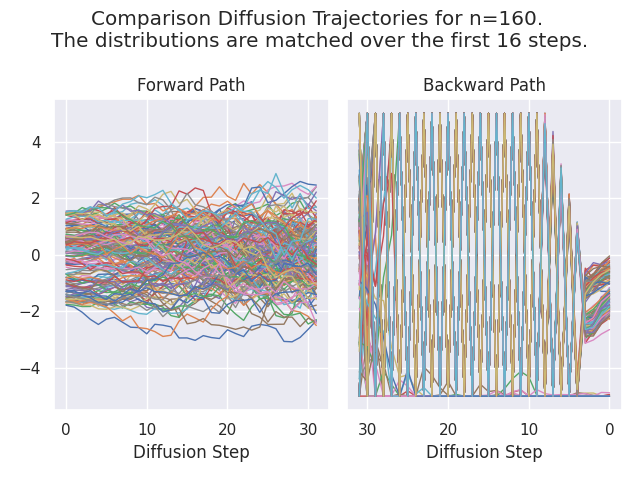 Comparison Diffusion Trajectories for n=160.
The distributions are matched over the first 16 steps.
Forward Path
Backward Path
4
2
0
−2
−4
0 10 20 30
30 20 10 0
Diffusion Step
Diffusion Step